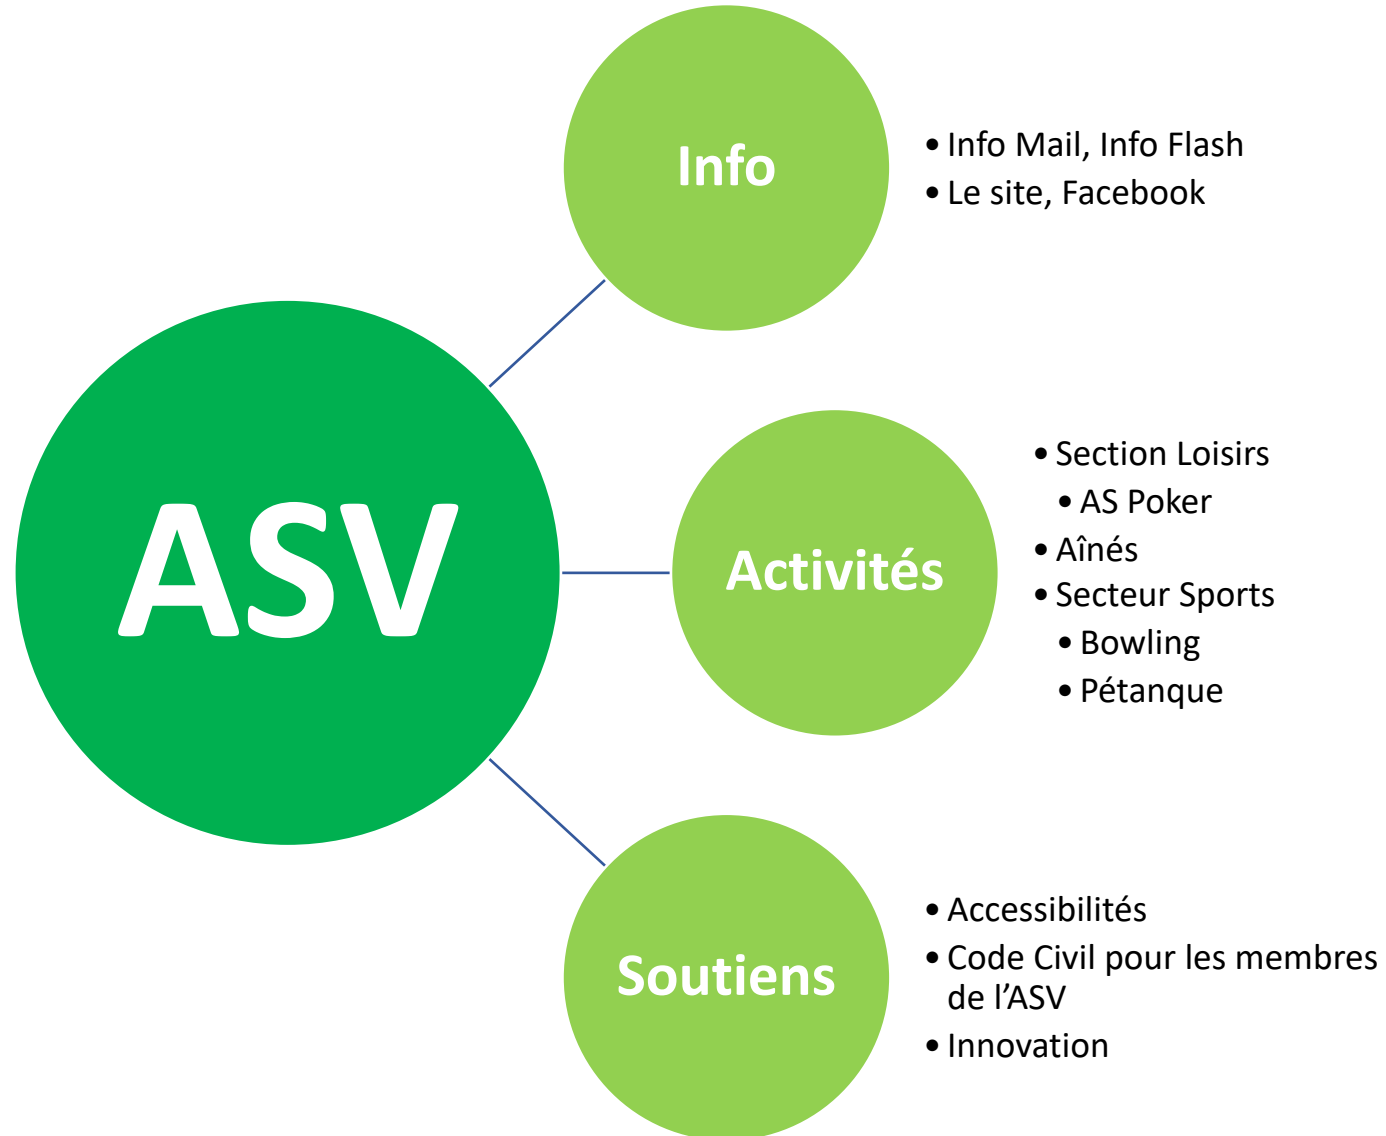 Info
• Info Mail, Info Flash
• Le site, Facebook
ASV
Activités
• Section Loisirs
• AS Poker
• Aînés
• Secteur Sports
• Bowling
• Pétanque
Soutiens
• Accessibilités
• Code Civil pour les membres
de l’ASV
• Innovation